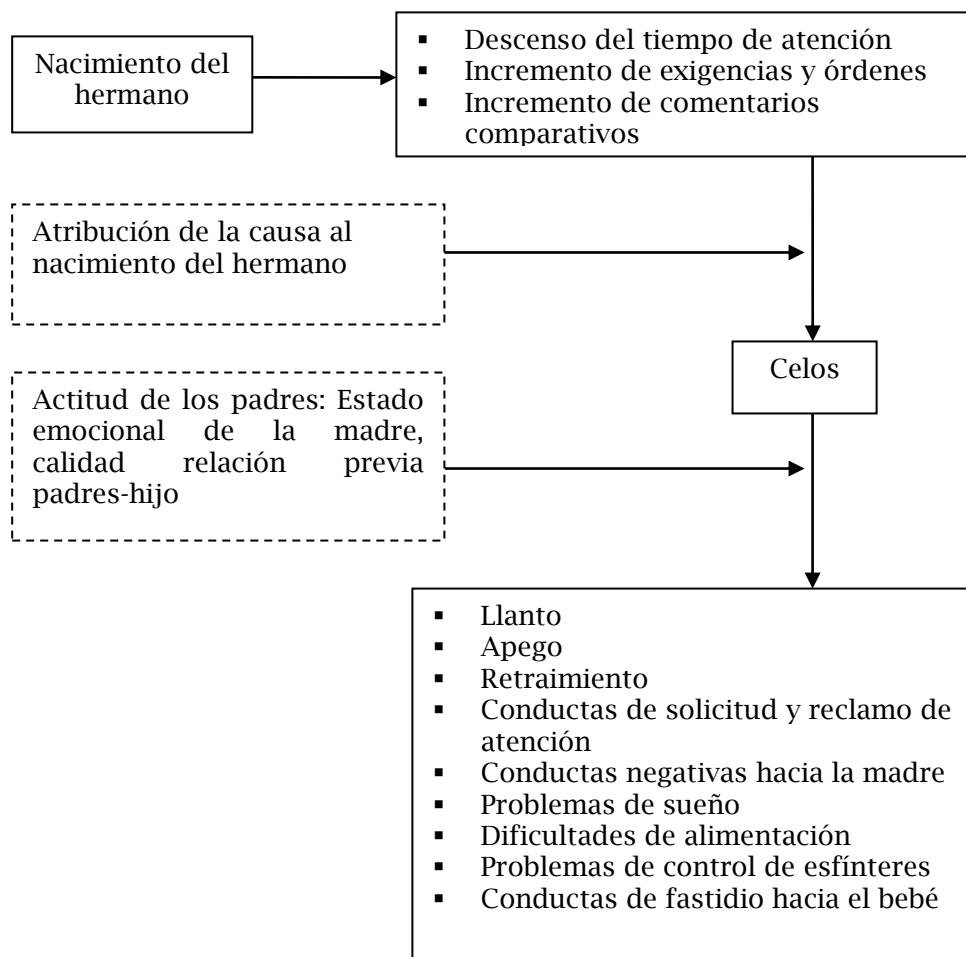 Nacimiento del
hermano
▪ Descenso del tiempo de atención
▪ Incremento de exigencias y órdenes
▪ Incremento de comentarios
comparativos
Atribución de la causa al
nacimiento del hermano
Celos
Actitud de los padres: Estado
emocional de la madre,
calidad relación previa
padres-hijo
▪ Llanto
▪ Apego
▪ Retraimiento
▪ Conductas de solicitud y reclamo de
atención
▪ Conductas negativas hacia la madre
▪ Problemas de sueño
▪ Dificultades de alimentación
▪ Problemas de control de esfínteres
▪ Conductas de fastidio hacia el bebé